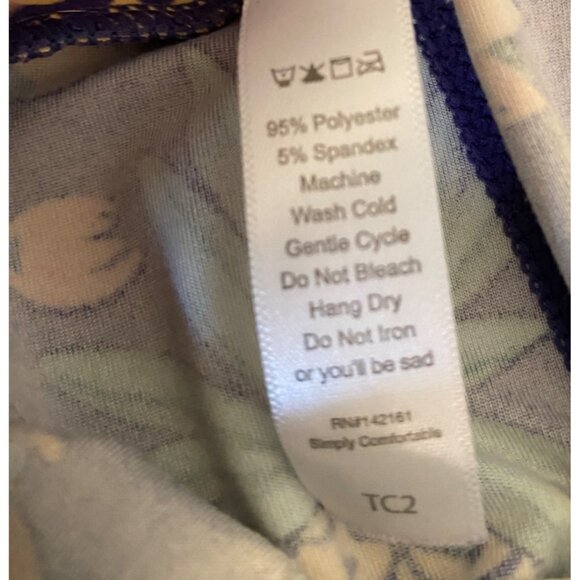 95% Polyester
5% Spandex
Machine
Wash Cold
Gentle Cycle
Do Not Bleach
Hang Dry
Do Not Iron
or you'll be sad
RN#142161
Simply Comfortable
TC2